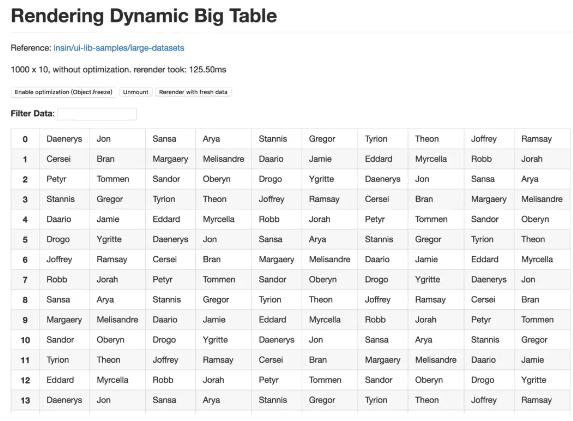 Rendering Dynamic Big Table
Reference: insin/ui-lib-samples/large-datasets
1000 x 10, without optimization. rerender took: 125.50ms
Enable optimization (Object.freeze) Unmount Rerender with fresh data
Filter Data:
0 Daenerys Jon Sansa Arya Stannis Gregor Tyrion Theon Joffrey Ramsay
1 Cersei Bran Margaery Melisandre Daario Jamie Eddard Myrcella Robb Jorah
2 Petyr Tommen Sandor Oberyn Drogo Ygritte Daenerys Jon Sansa Arya
3 Stannis Gregor Tyrion Theon Joffrey Ramsay Cersei Bran Margaery Melisandre
4 Daario Jamie Eddard Myrcella Robb Jorah Petyr Tommen Sandor Oberyn
5 Drogo Ygritte Daenerys Jon Sansa Arya Stannis Gregor Tyrion Theon
6 Joffrey Ramsay Cersei Bran Margaery Melisandre Daario Jamie Eddard Myrcella
7 Robb Jorah Petyr Tommen Sandor Oberyn Drogo Ygritte Daenerys Jon
8 Sansa Arya Stannis Gregor Tyrion Theon Joffrey Ramsay Cersei Bran
9 Margaery Melisandre Daario Jamie Eddard Myrcella Robb Jorah Petyr Tommen
10 Sandor Oberyn Drogo Ygritte Daenerys Jon Sansa Arya Stannis Gregor
11 Tyrion Theon Joffrey Ramsay Cersei Bran Margaery Melisandre Daario Jamie
12 Eddard Myrcella Robb Jorah Petyr Tommen Sandor Oberyn Drogo Ygritte
13 Daenerys Jon Sansa Arya Stannis Gregor Tyrion Theon Joffrey Ramsay